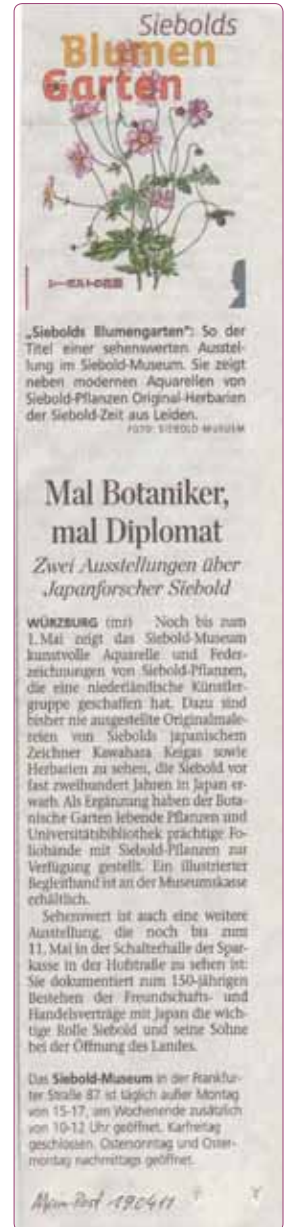 Siebolds
Blumen
Garten
シーボルトの花園
„Siebolds Blumengarten“: So der
Titel einer sehenswerten Ausstel-
lung im Siebold-Museum. Sie zeigt
neben modernen Aquarellen von
Siebold-Pflanzen Original-Herbarien
der Siebold-Zeit aus Leiden.
FOTO: SIEBOLD-MUSUEM
Mal Botaniker,
mal Diplomat
Zwei Ausstellungen über
Japanforscher Siebold
WÜRZBURG (mr) Noch bis zum
1. Mai zeigt das Siebold-Museum
kunstvolle Aquarelle und Feder-
zeichnungen von Siebold-Pflanzen,
die eine niederländische Künstler-
gruppe geschaffen hat. Dazu sind
bisher nie ausgestellte Originalmale-
reien von Siebolds japanischem
Zeichner Kawahara Keigas sowie
Herbarien zu sehen, die Siebold vor
fast zweihundert Jahren in Japan er-
warb. Als Ergänzung haben der Bota-
nische Garten lebende Pflanzen und
Universitätsbibliothek prächtige Fo-
liobände mit Siebold-Pflanzen zur
Verfügung gestellt. Ein illustrierter
Begleitband ist an der Museumskasse
erhältlich.
Sehenswert ist auch eine weitere
Ausstellung, die noch bis zum
11. Mai in der Schalterhalle der Spar-
kasse in der Hofstraße zu sehen ist:
Sie dokumentiert zum 150-jährigen
Bestehen der Freundschafts- und
Handelsverträge mit Japan die wich-
tige Rolle Siebold und seine Söhne
bei der Öffnung des Landes.
Das Siebold-Museum in der Frankfur-
ter Straße 87 ist täglich außer Montag
von 15-17, am Wochenende zusätzlich
von 10-12 Uhr geöffnet. Karfreitag
geschlossen. Ostersonntag und Oster-
montag nachmittags geöffnet.
Main-Post 190411